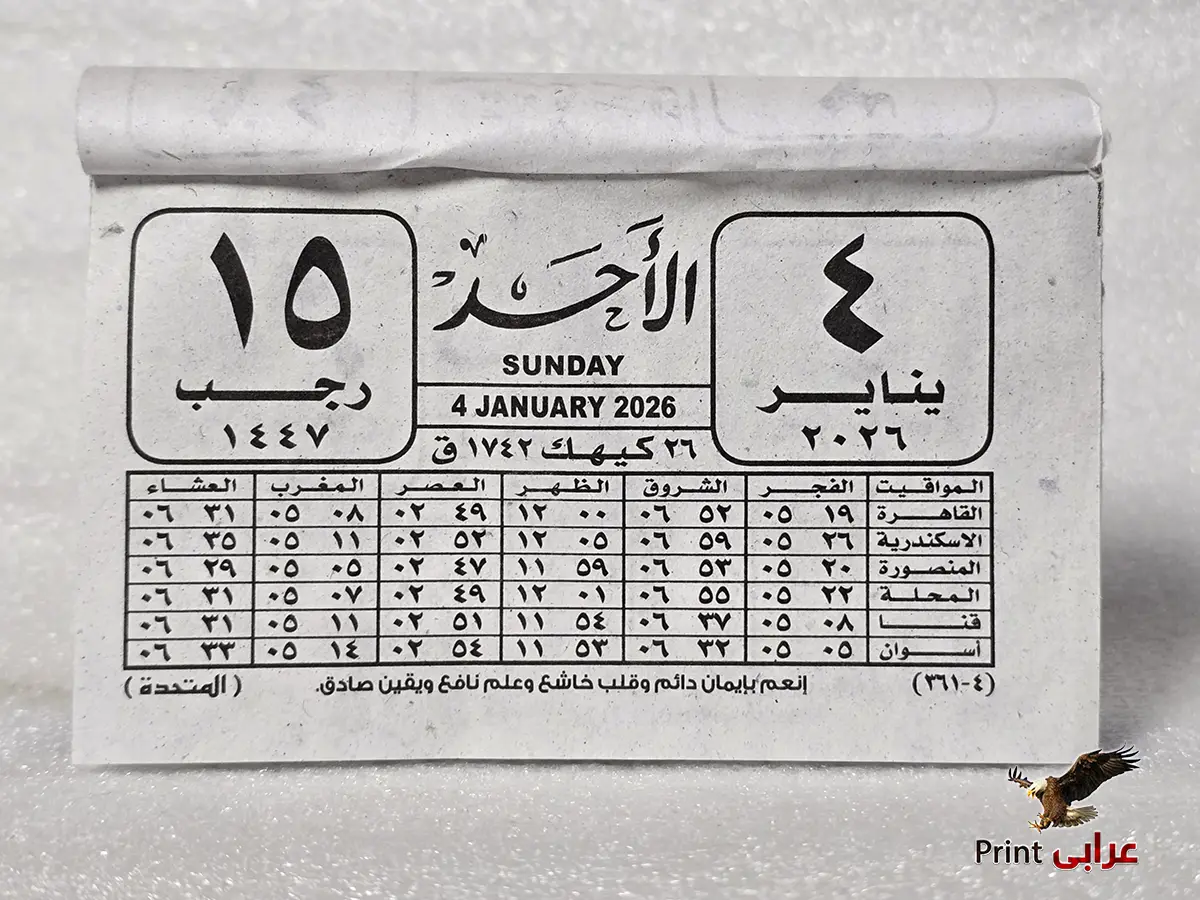 ٤
يناير
٢٠٢٦
الأحد
SUNDAY
4 JANUARY 2026
٢٦ كيهك ١٧٤٢ ق
١٥
رجب
١٤٤٧
المواقيت الفجر الشروق الظهر العصر المغرب العشاء
القاهرة ١٩ ٠٥ ٥٢ ٠٦ ٠٠ ١٢ ٤٩ ٠٢ ٠٨ ٠٥ ٣١ ٠٦
الاسكندرية ٢٦ ٠٥ ٥٩ ٠٦ ٠٥ ١٢ ٥٢ ٠٢ ١١ ٠٥ ٣٥ ٠٦
المنصورة ٢٠ ٠٥ ٥٣ ٠٦ ٥٩ ١١ ٤٧ ٠٢ ٠٥ ٠٥ ٢٩ ٠٦
المحلة ٢٢ ٠٥ ٥٥ ٠٦ ٠١ ١٢ ٤٩ ٠٢ ٠٧ ٠٥ ٣١ ٠٦
قنا ٠٨ ٠٥ ٣٧ ٠٦ ٥٤ ١١ ٥١ ٠٢ ١١ ٠٥ ٣١ ٠٦
أسوان ٠٥ ٠٥ ٣٢ ٠٦ ٥٣ ١١ ٥٤ ٠٢ ١٤ ٠٥ ٣٣ ٠٦
(٤-٣٦١) إنعم بإيمان دائم وقلب خاشع وعلم نافع ويقين صادق. (المتحدة)
عرابى Print